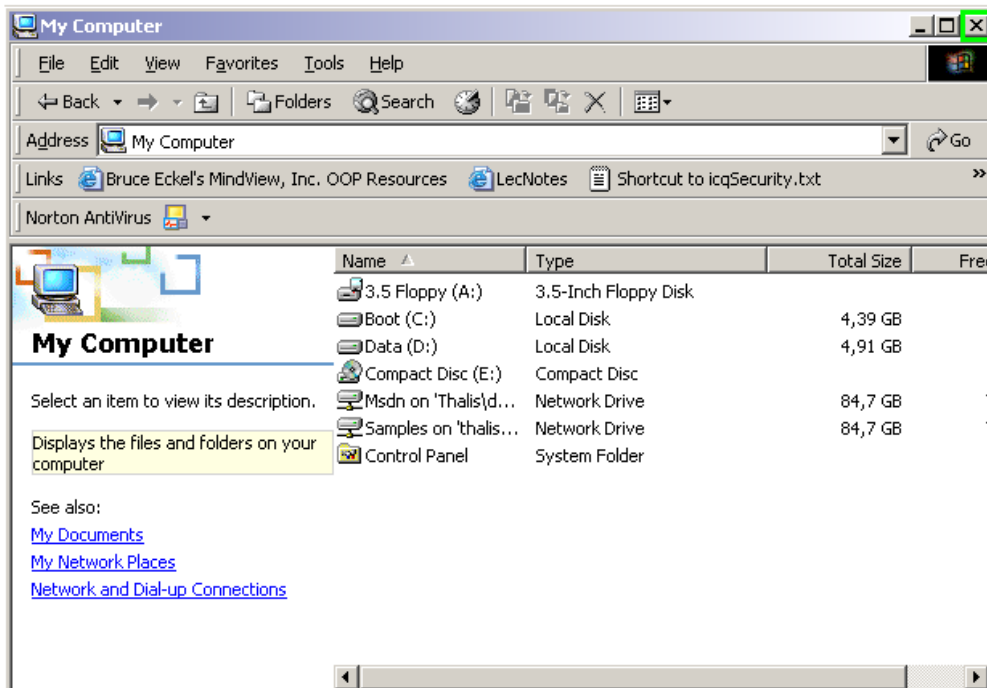 My Computer
File Edit View Favorites Tools Help
Back Folders Search
Address My Computer Go
Links Bruce Eckel's MindView, Inc. OOP Resources LecNotes Shortcut to icqSecurity.txt »
Norton AntiVirus
Name Type Total Size
3.5 Floppy (A:) 3.5-Inch Floppy Disk
Boot (C:) Local Disk 4,39 GB
Data (D:) Local Disk 4,91 GB
Compact Disc (E:) Compact Disc
Msdn on 'Thalis\d... Network Drive 84,7 GB
Samples on 'thalis... Network Drive 84,7 GB
Control Panel System Folder
My Computer
Select an item to view its description.
Displays the files and folders on your
computer
See also:
My Documents
My Network Places
Network and Dial-up Connections